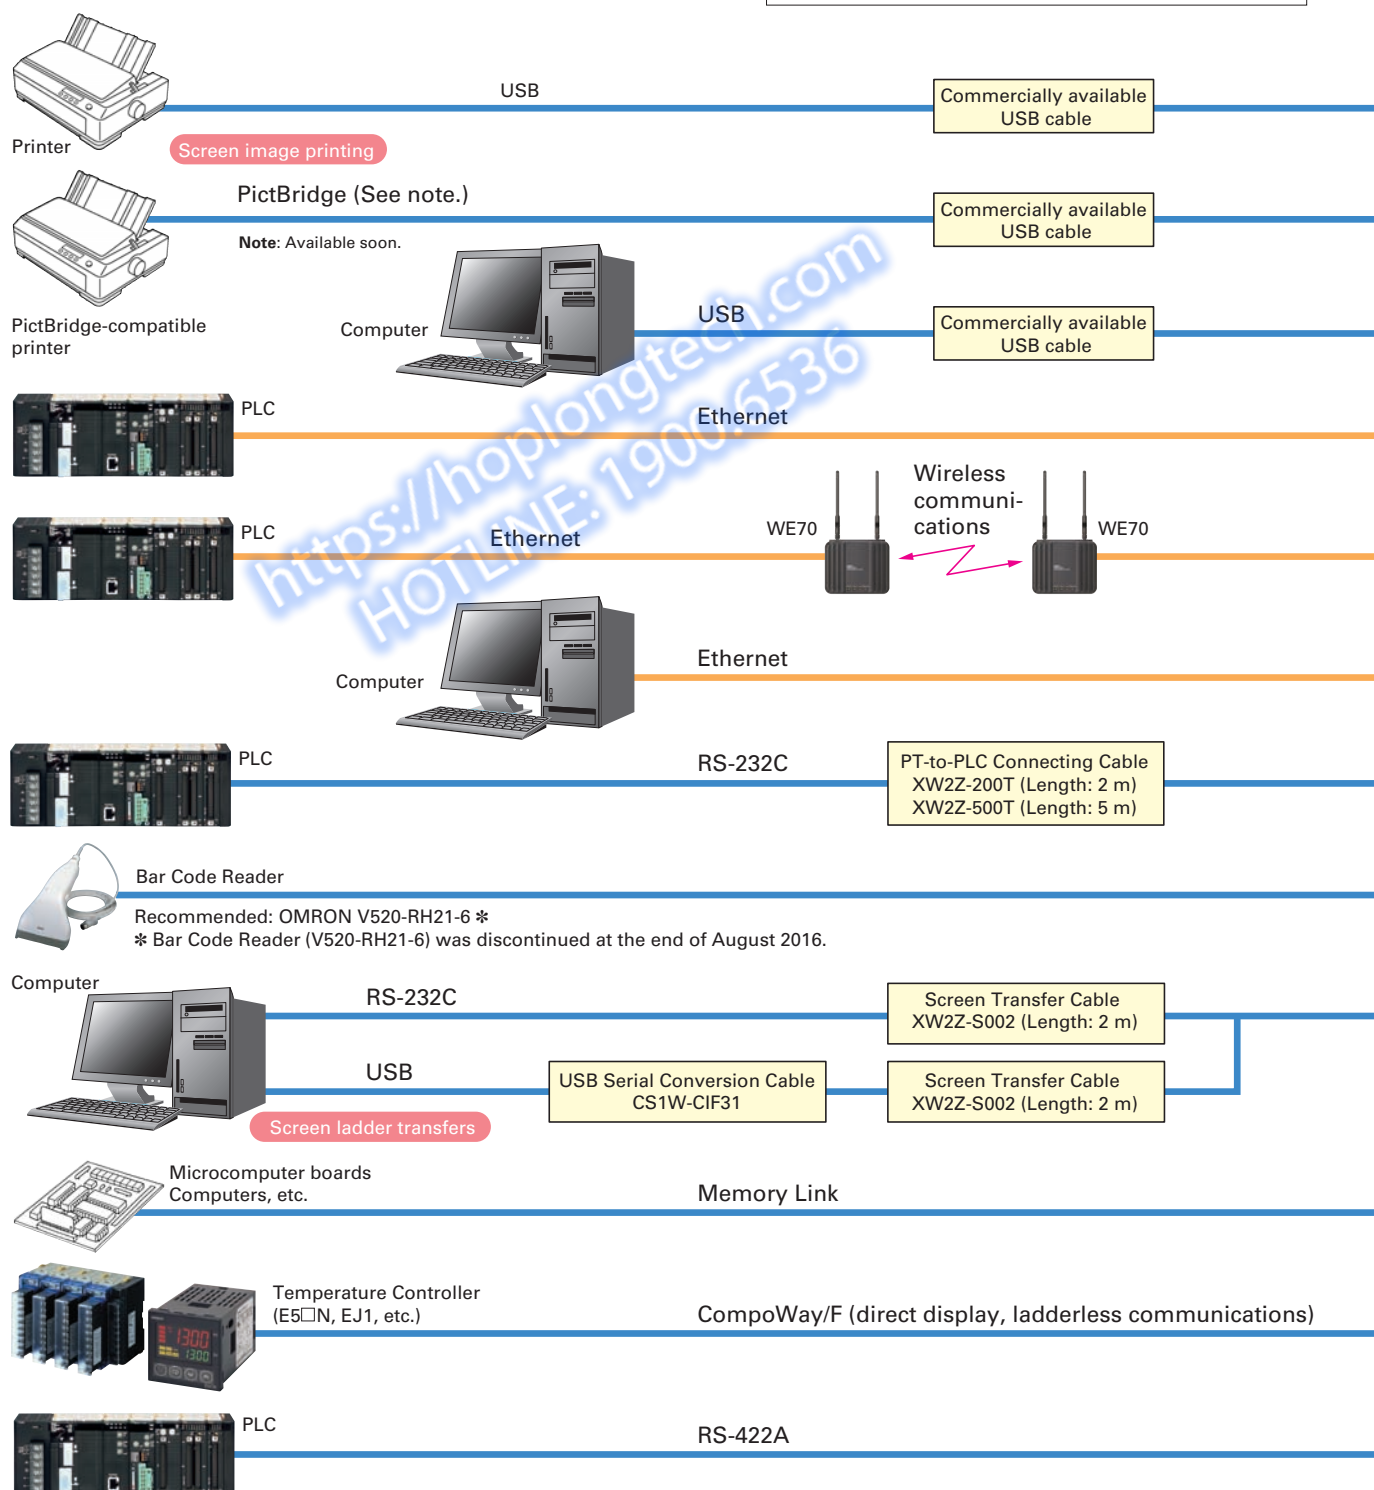 USB
Commercially available
USB cable
Printer
Screen image printing
PictBridge (See note.)
Commercially available
USB cable
Note: Available soon.
PictBridge-compatible
printer
Computer
USB
Commercially available
USB cable
https://hoplongtech.com
HOTLINE: 1900.6536
PLC
Ethernet
PLC
Ethernet
WE70
Wireless
communi-
cations
WE70
Computer
Ethernet
PLC
RS-232C
PT-to-PLC Connecting Cable
XW2Z-200T (Length: 2 m)
XW2Z-500T (Length: 5 m)
Bar Code Reader
Recommended: OMRON V520-RH21-6 ✻
✻ Bar Code Reader (V520-RH21-6) was discontinued at the end of August 2016.
Computer
RS-232C
Screen Transfer Cable
XW2Z-S002 (Length: 2 m)
USB
USB Serial Conversion Cable
CS1W-CIF31
Screen Transfer Cable
XW2Z-S002 (Length: 2 m)
Screen ladder transfers
Microcomputer boards
Computers, etc.
Memory Link
Temperature Controller
(E5□N, EJ1, etc.)
CompoWay/F (direct display, ladderless communications)
1300
1300
PLC
RS-422A